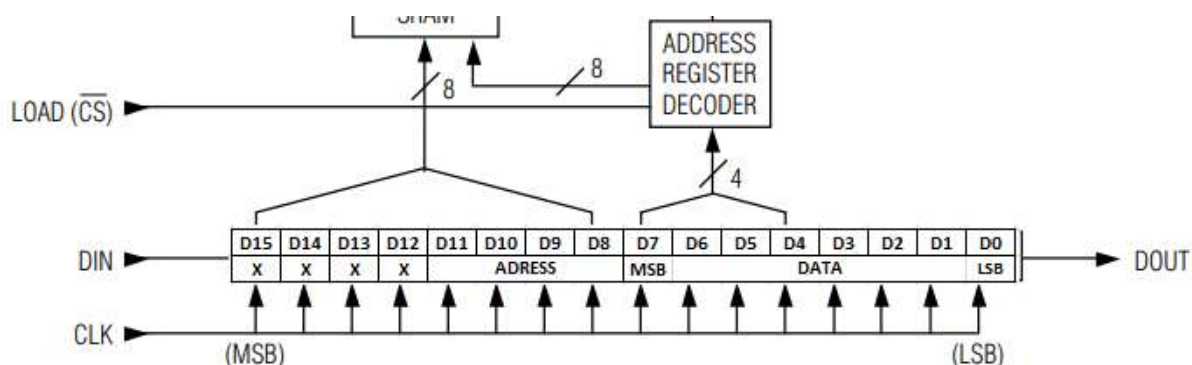 SRAM
ADDRESS
REGISTER
DECODER
8
8
LOAD (CS)
4
D15 D14 D13 D12 D11 D10 D9 D8 D7 D6 D5 D4 D3 D2 D1 D0
DIN
X X X X ADRESS MSB DATA LSB
DOUT
CLK
(MSB) (LSB)